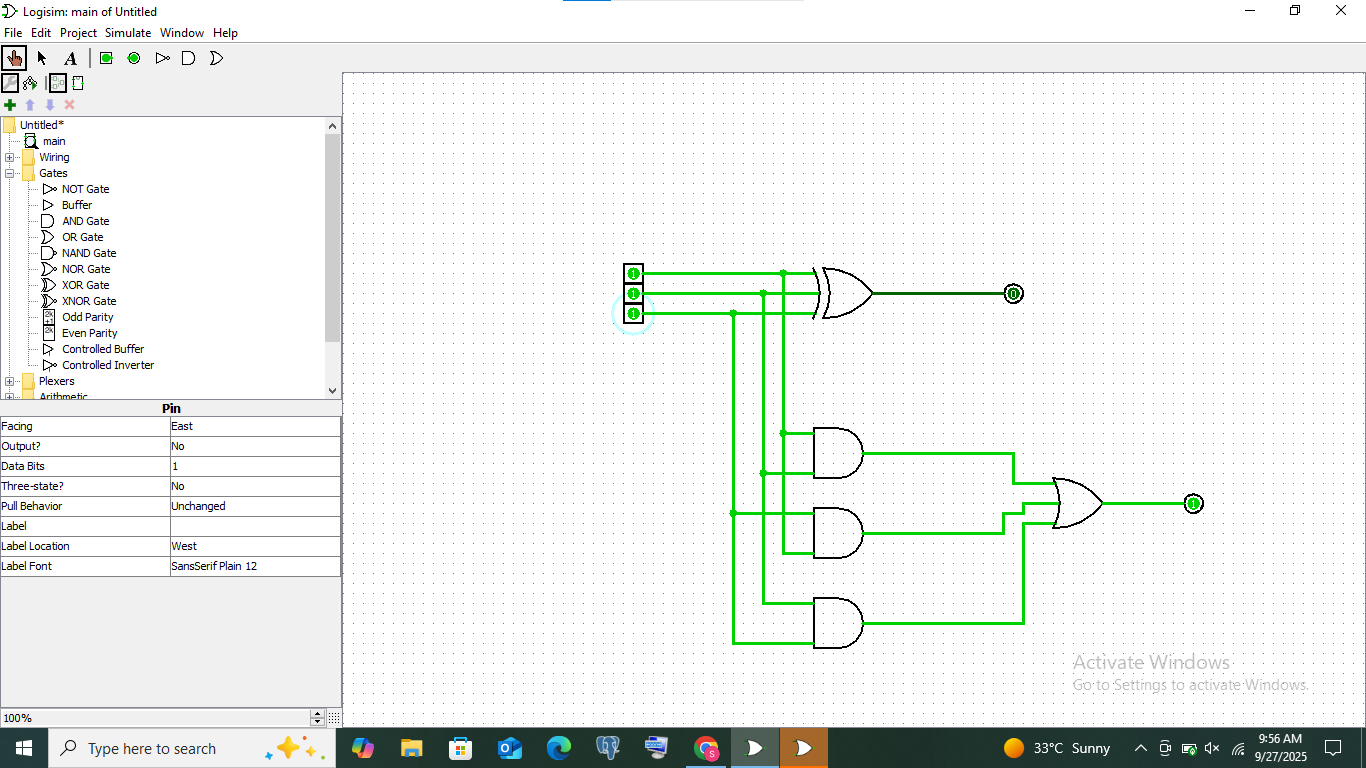 Logisim: main of Untitled
File Edit Project Simulate Window Help
A
Untitled*
main
Wiring
Gates
NOT Gate
Buffer
AND Gate
OR Gate
NAND Gate
NOR Gate
XOR Gate
XNOR Gate
2k+1 Odd Parity
2k Even Parity
Controlled Buffer
Controlled Inverter
Plexers
Arithmetic
Pin
Facing East
Output? No
Data Bits 1
Three-state? No
Pull Behavior Unchanged
Label
Label Location West
Label Font SansSerif Plain 12
100%
1
1
1
0
1
Activate Windows
Go to Settings to activate Windows.
Type here to search
S
33°C Sunny
9:56 AM
9/27/2025